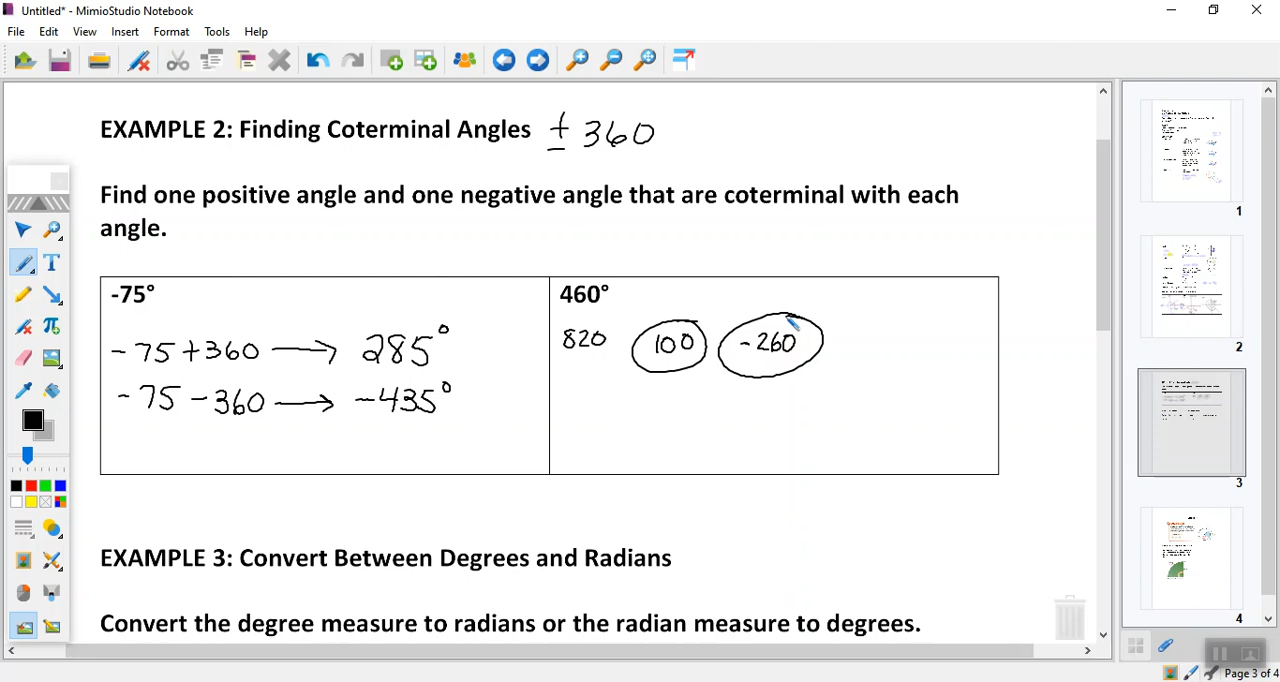 Untitled* - MimioStudio Notebook
File Edit View Insert Format Tools Help
EXAMPLE 2: Finding Coterminal Angles ± 360
Find one positive angle and one negative angle that are coterminal with each
angle.
-75°
-75+360 → 285°
-75-360 → -435°
460°
820 100 -260
EXAMPLE 3: Convert Between Degrees and Radians
Convert the degree measure to radians or the radian measure to degrees.
1
2
3
4
Page 3 of 4